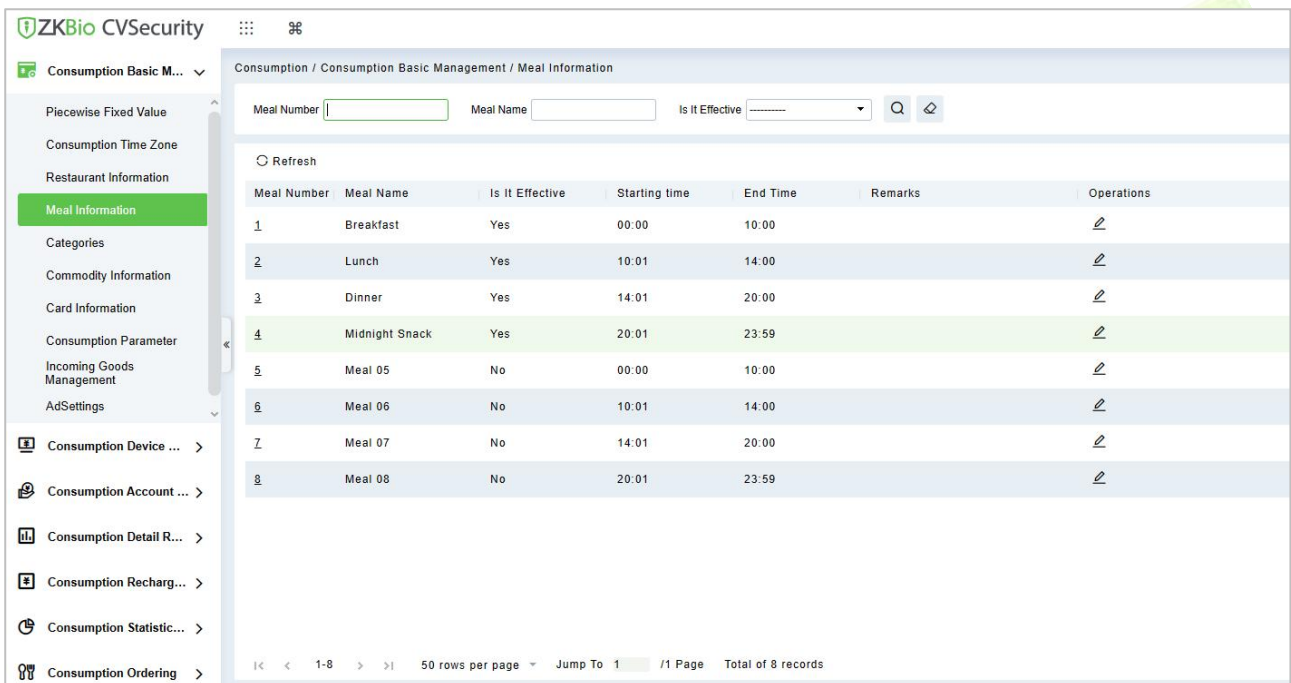 ZKBio CVSecurity
Consumption Basic M...
Piecewise Fixed Value
Consumption Time Zone
Restaurant Information
Meal Information
Categories
Commodity Information
Card Information
Consumption Parameter
Incoming Goods
Management
AdSettings
Consumption Device ...
Consumption Account ...
Consumption Detail R...
Consumption Recharg...
Consumption Statistic...
Consumption Ordering
Consumption / Consumption Basic Management / Meal Information
Meal Number Meal Name Is It Effective ----------
Refresh
Meal Number Meal Name Is It Effective Starting time End Time Remarks Operations
1 Breakfast Yes 00:00 10:00
2 Lunch Yes 10:01 14:00
3 Dinner Yes 14:01 20:00
4 Midnight Snack Yes 20:01 23:59
5 Meal 05 No 00:00 10:00
6 Meal 06 No 10:01 14:00
7 Meal 07 No 14:01 20:00
8 Meal 08 No 20:01 23:59
1-8 50 rows per page Jump To 1 /1 Page Total of 8 records